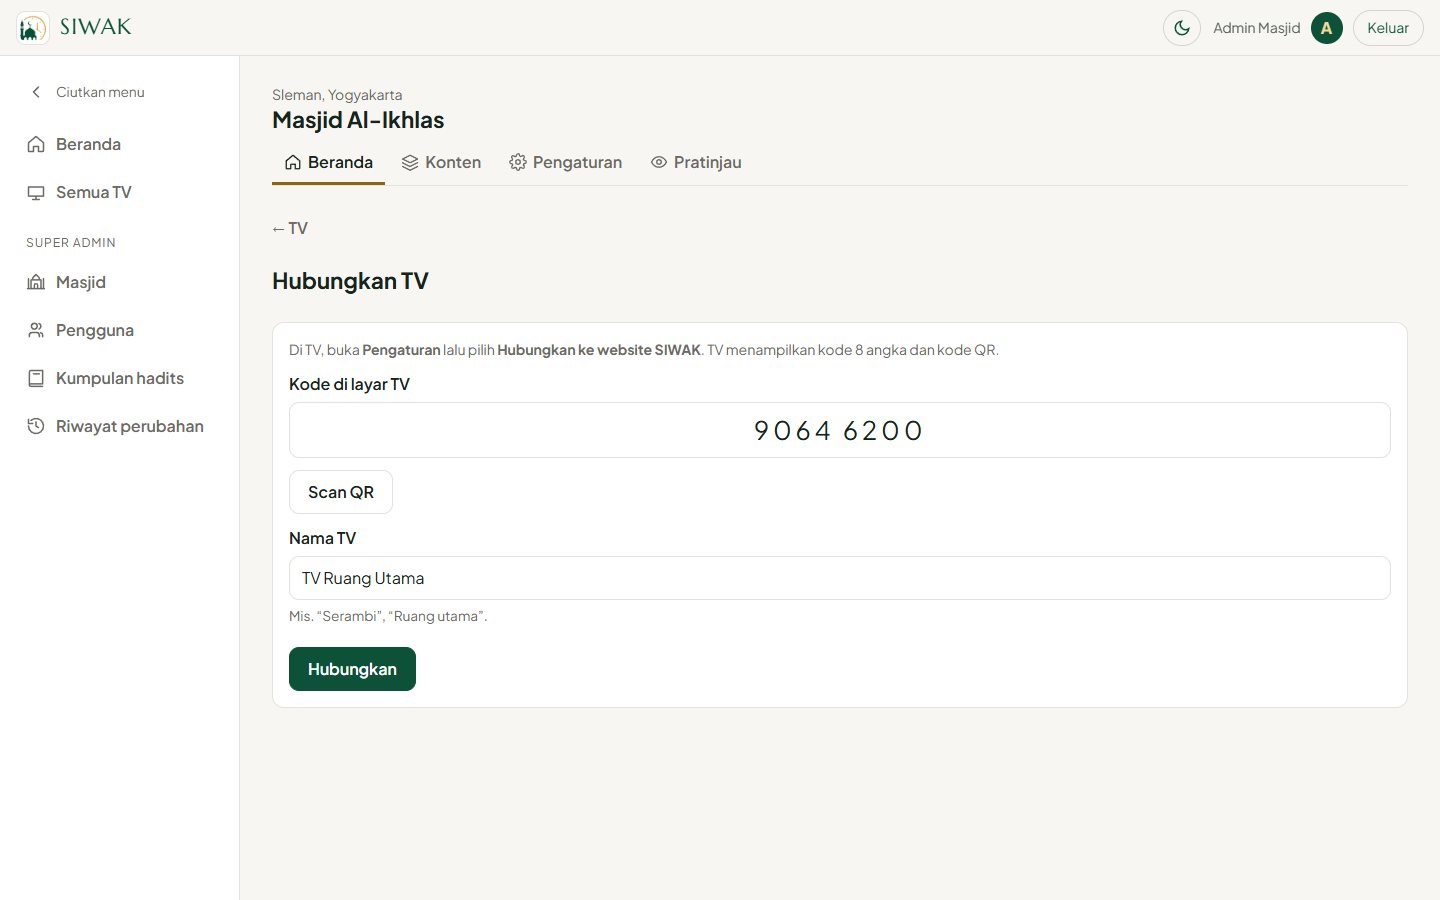 SIWAK
Admin Masjid
A
Keluar
Ciutkan menu
Beranda
Semua TV
SUPER ADMIN
Masjid
Pengguna
Kumpulan hadits
Riwayat perubahan
Sleman, Yogyakarta
Masjid Al-Ikhlas
Beranda
Konten
Pengaturan
Pratinjau
← TV
Hubungkan TV
Di TV, buka Pengaturan lalu pilih Hubungkan ke website SIWAK. TV menampilkan kode 8 angka dan kode QR.
Kode di layar TV
9064 6200
Scan QR
Nama TV
TV Ruang Utama
Mis. “Serambi”, “Ruang utama”.
Hubungkan